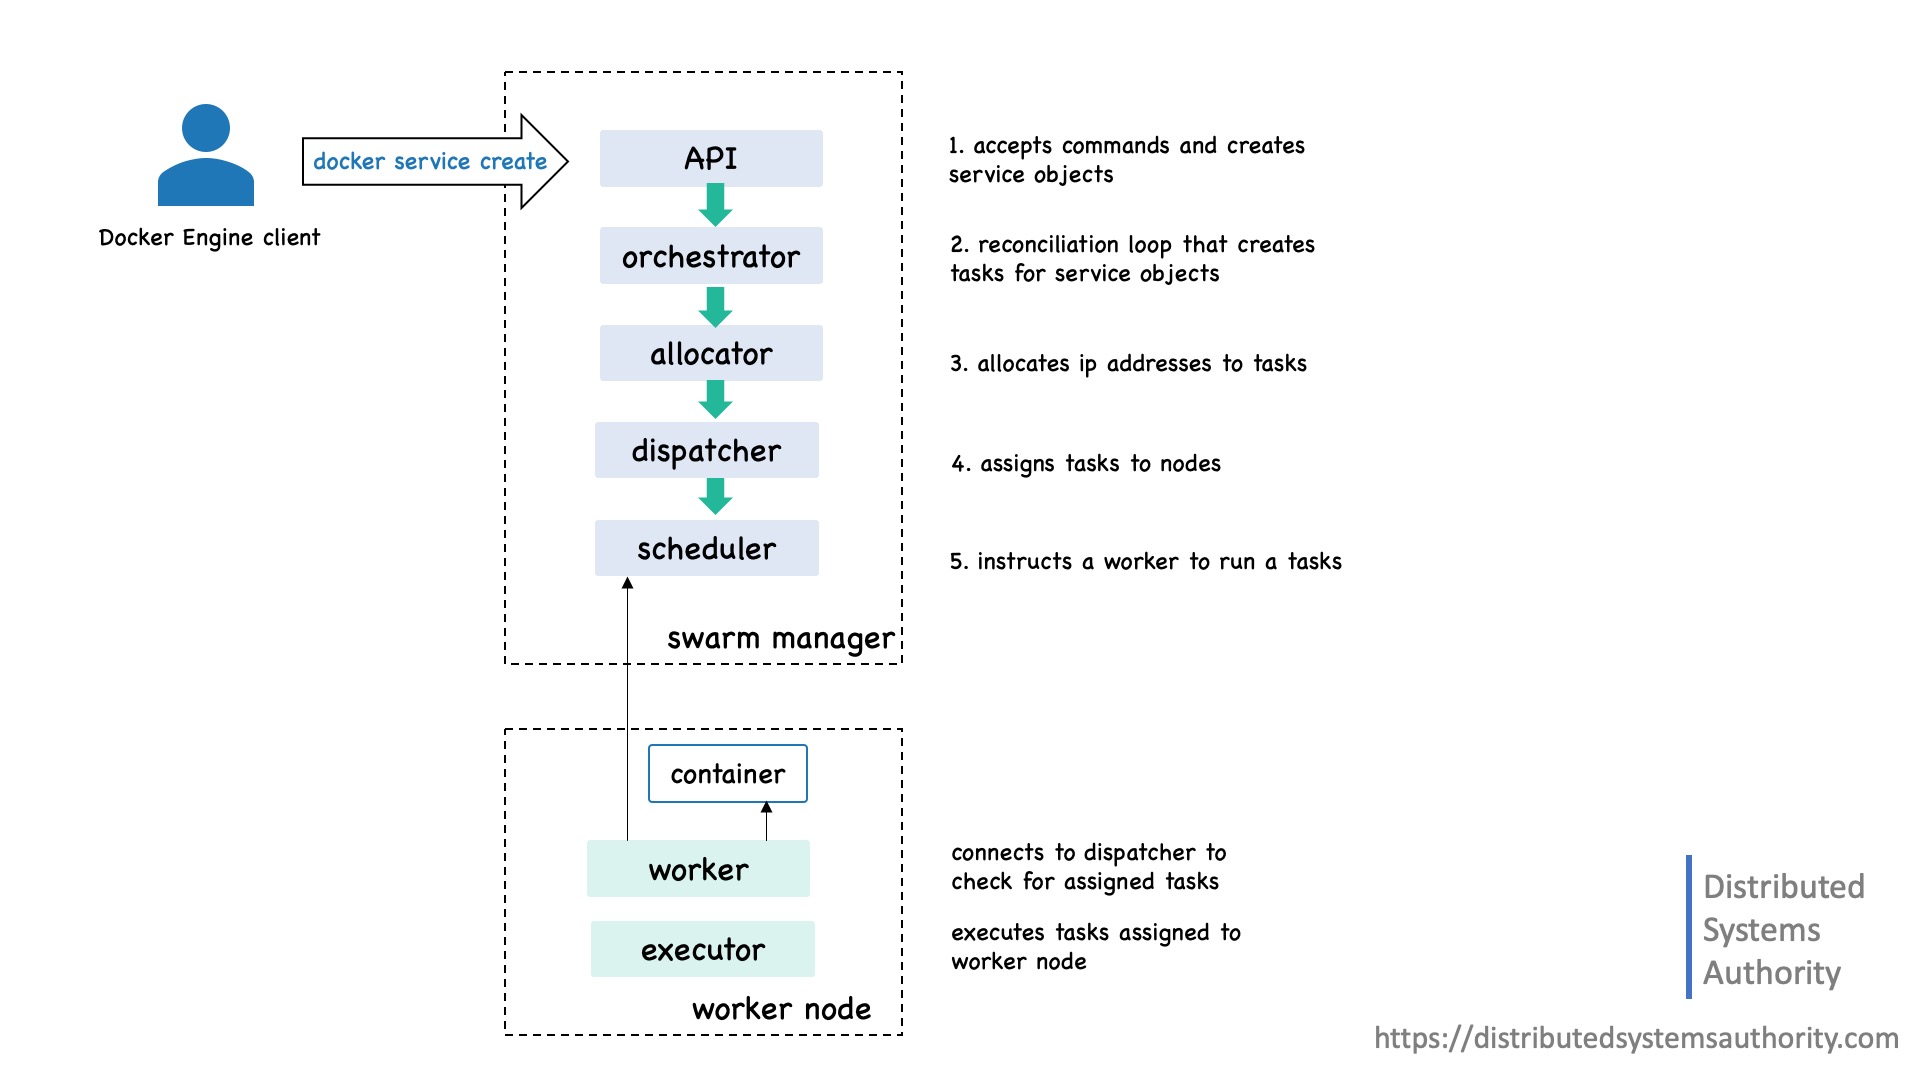 docker service create
Docker Engine client
API
1. accepts commands and creates
service objects
orchestrator
2. reconciliation loop that creates
tasks for service objects
allocator
3. allocates ip addresses to tasks
dispatcher
4. assigns tasks to nodes
scheduler
5. instructs a worker to run a tasks
swarm manager
container
worker
connects to dispatcher to
check for assigned tasks
executor
executes tasks assigned to
worker node
worker node
Distributed
Systems
Authority
https://distributedsystemsauthority.com